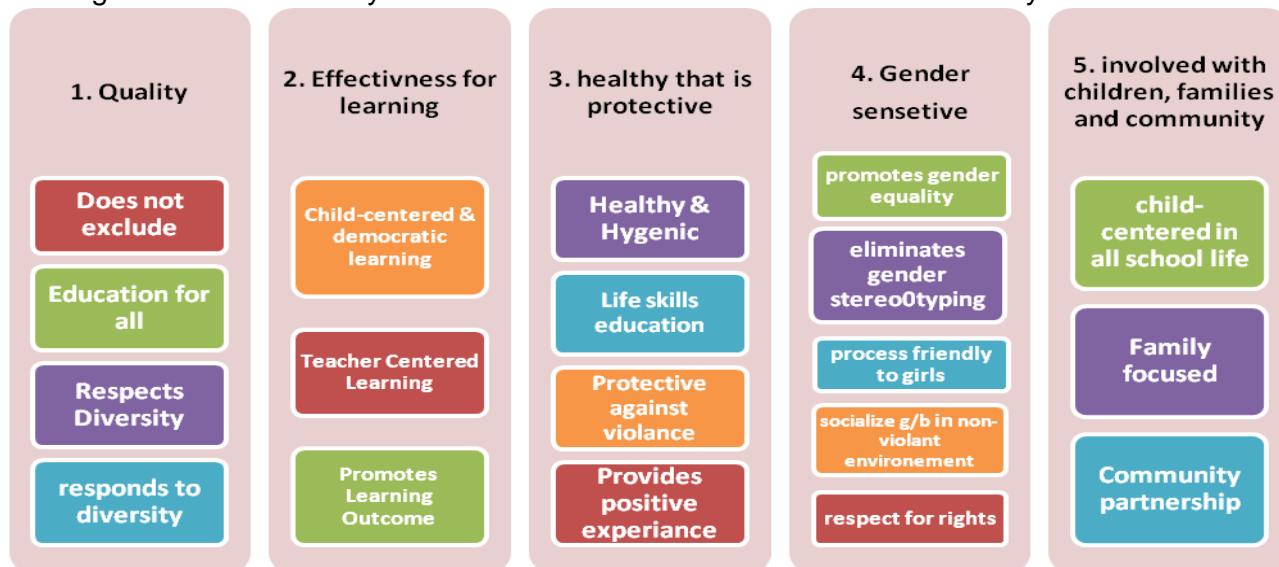 1. Quality
Does not
exclude
Education for
all
Respects
Diversity
responds to
diversity
2. Effectivness for
learning
Child-centered &
democratic
learning
Teacher Centered
Learning
Promotes
Learning
Outcome
3. healthy that is
protective
Healthy &
Hygenic
Life skills
education
Protective
against
violance
Provides
positive
experiance
4. Gender
sensetive
promotes gender
equality
eliminates
gender
stereo0typing
process friendly
to girls
socialize g/b in non-
violant
environement
respect for rights
5. involved with
children, families
and community
child-
centered in
all school life
Family
focused
Community
partnership